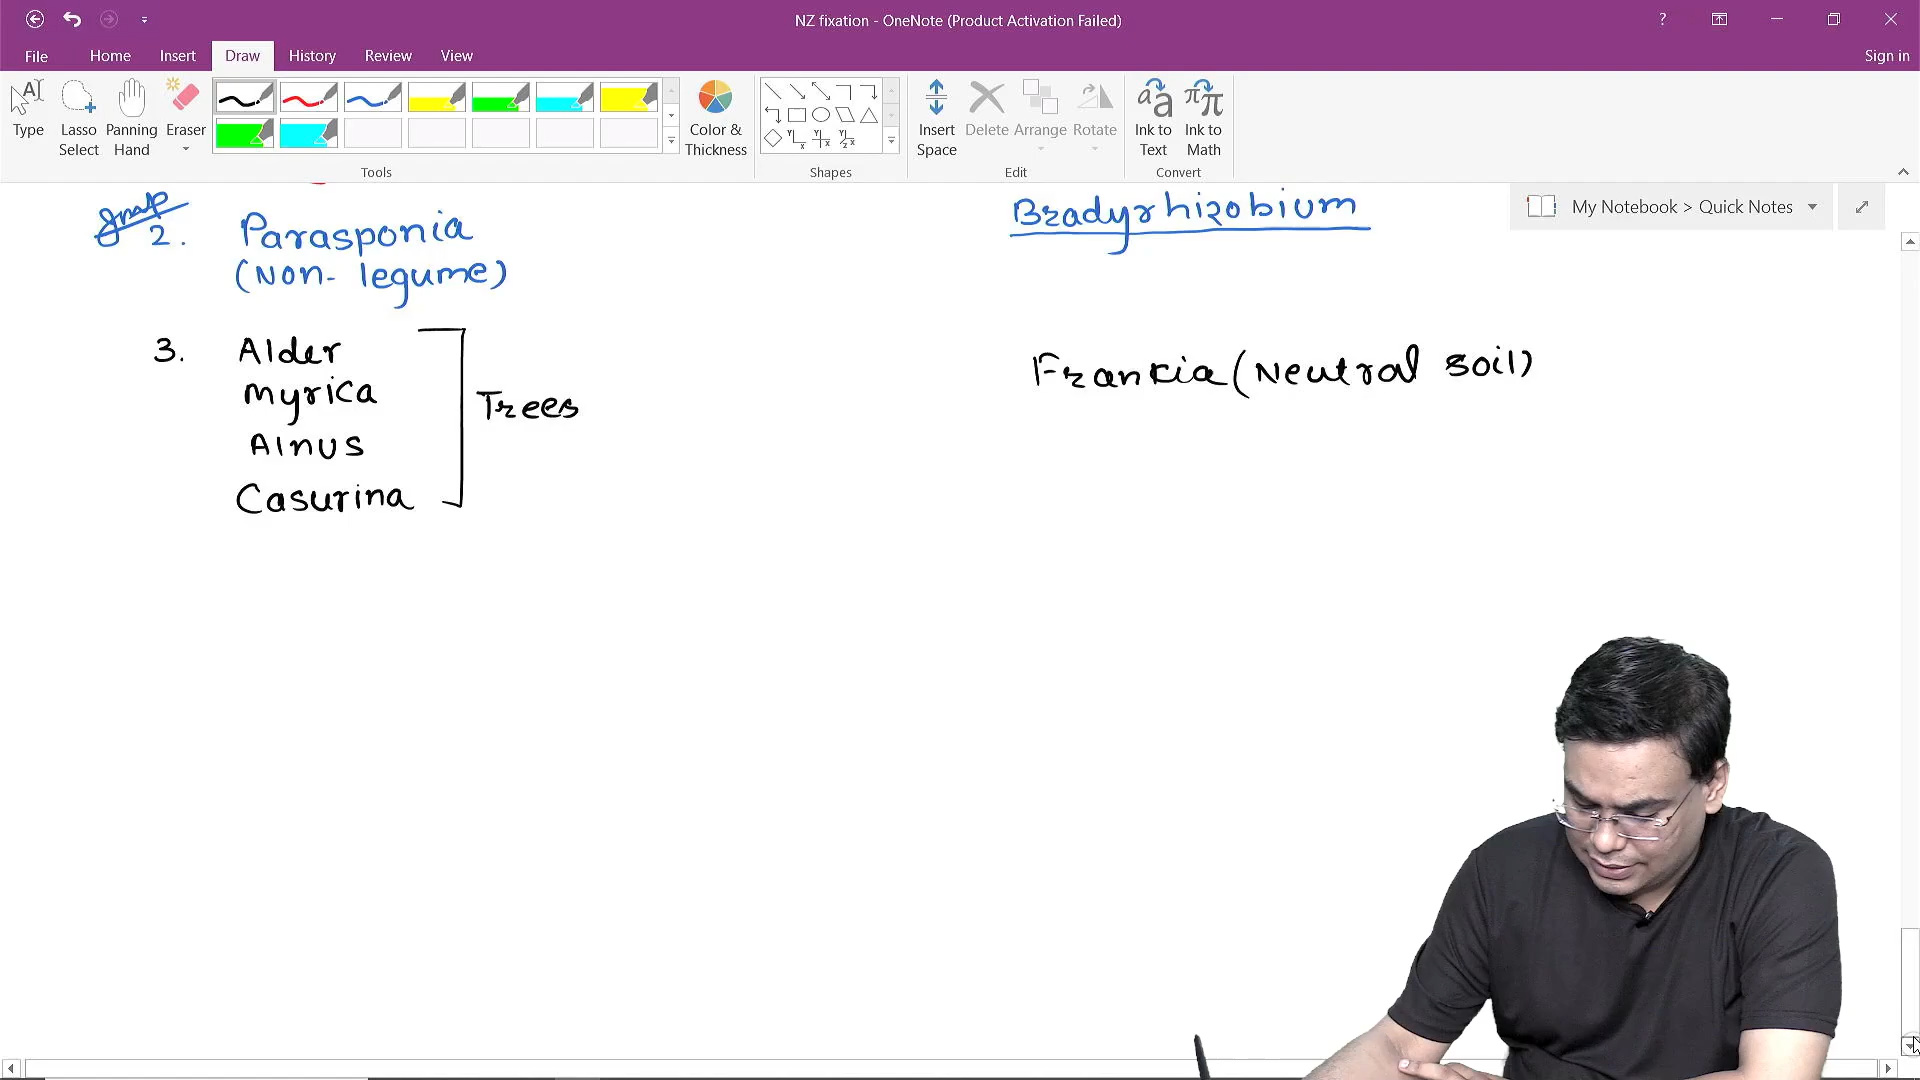 NZ fixation - OneNote (Product Activation Failed)
?
File Home Insert Draw History Review View
Sign in
Type
Lasso Select
Panning Hand
Eraser
Color & Thickness
Insert Space
Delete
Arrange
Rotate
Ink to Text
Ink to Math
Tools
Shapes
Edit
Convert
My Notebook > Quick Notes
2. Parasponia
(Non-legume)
Bradyrhizobium
3. Alder
Myrica
Alnus
Casurina
Trees
Frankia (Neutral soil)